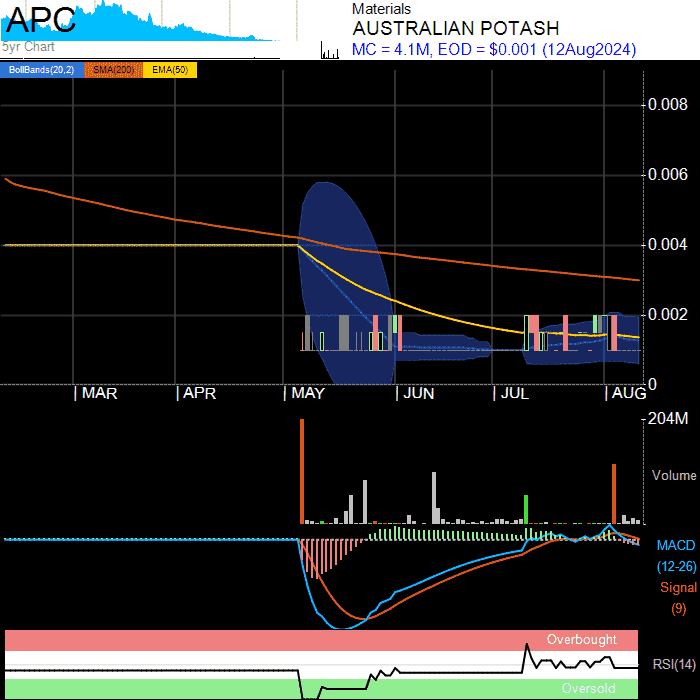 APC
5yr Chart
Materials
AUSTRALIAN POTASH
MC = 4.1M, EOD = $0.001 (12Aug2024)
BollBands(20,2) SMA(200) EMA(50)
0.008
0.006
0.004
0.002
0
MAR APR MAY JUN JUL AUG
204M
Volume
MACD
(12-26)
Signal
(9)
Overbought
RSI(14)
Oversold